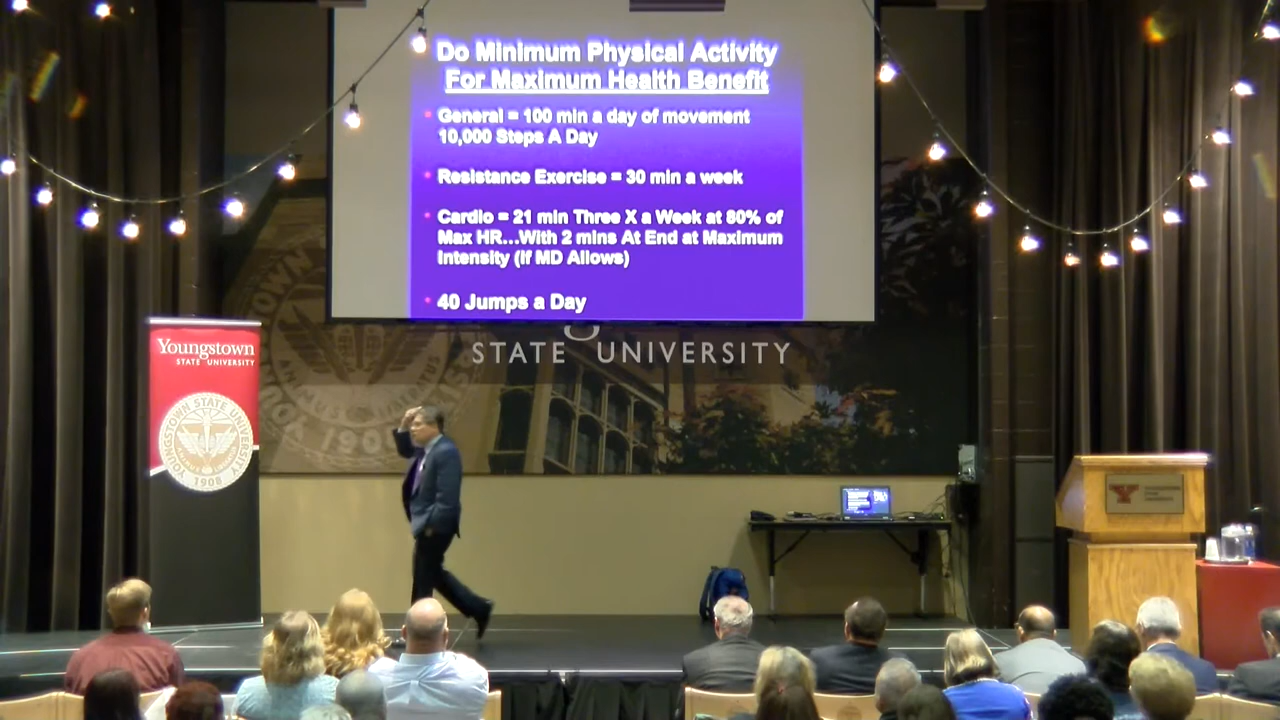 Do Minimum Physical Activity
For Maximum Health Benefit
General = 100 min a day of movement
10,000 Steps A Day
Resistance Exercise = 30 min a week
Cardio = 21 min Three X a Week at 80% of
Max HR...With 2 mins At End at Maximum
Intensity (If MD Allows)
40 Jumps a Day
STATE UNIVERSITY
Youngstown
STATE UNIVERSITY
YOUNGSTOWN STATE UNIVERSITY
1908
Y